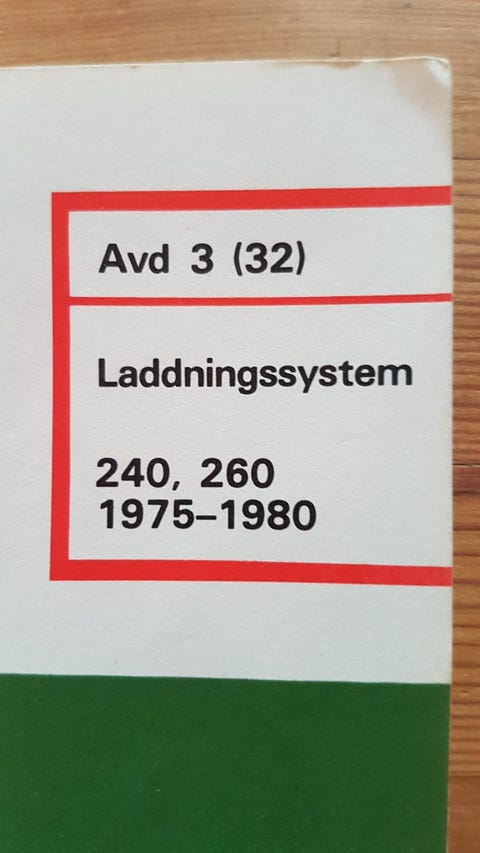 Avd 3 (32)
Laddningssystem
240, 260
1975–1980